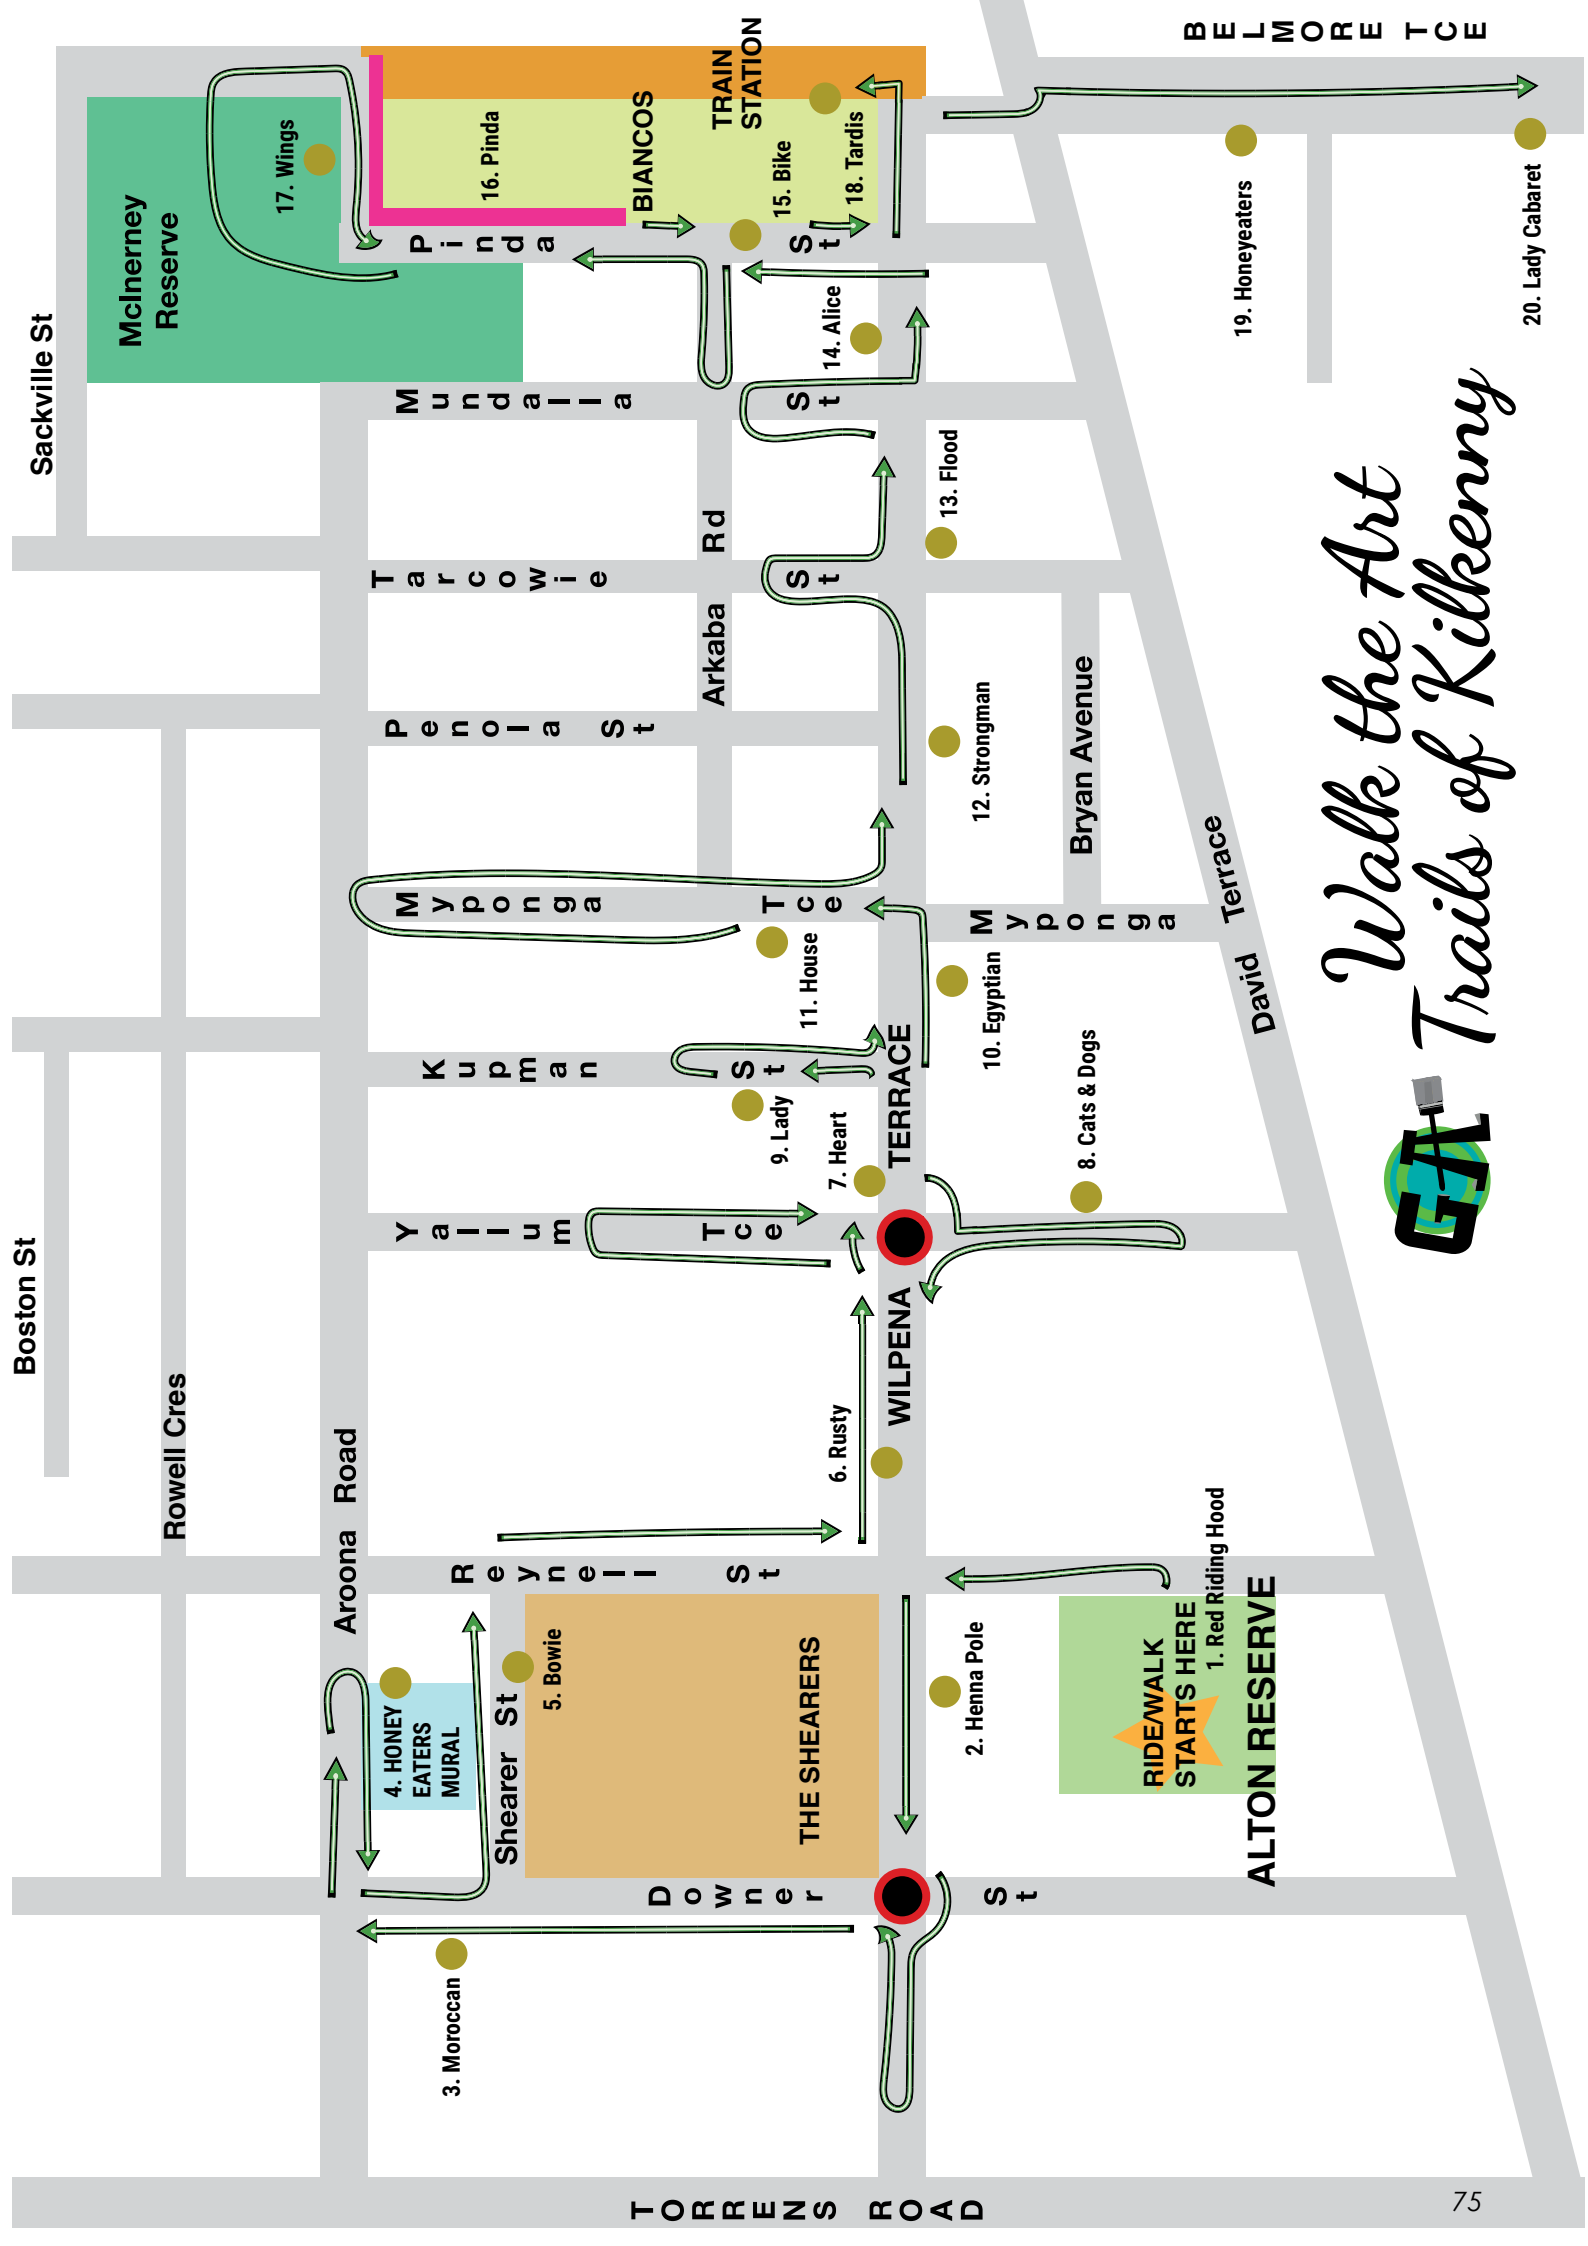 Walk the Art
Trails of Kilkenny
GA
Sackville St
Boston St
Rowell Cres
Aroona Road
McInerney
Reserve
17. Wings
16. Pinda
BIANCOS
TRAIN
STATION
15. Bike
18. Tardis
Pinda St
14. Alice
Mundalla St
13. Flood
Tarcowie St
Arkaba Rd
Penola St
12. Strongman
Bryan Avenue
Myponga Tce
Myponga
11. House
10. Egyptian
Kupman St
9. Lady
7. Heart
8. Cats & Dogs
Yallum Tce
WILPENA TERRACE
6. Rusty
Reynell St
1. Red Riding Hood
RIDE/WALK
STARTS HERE
ALTON RESERVE
2. Henna Pole
THE SHEARERS
5. Bowie
Shearer St
4. HONEY
EATERS
MURAL
Downer St
3. Moroccan
TORRENS ROAD
David Terrace
BELMORE TCE
19. Honeyeaters
20. Lady Cabaret
75